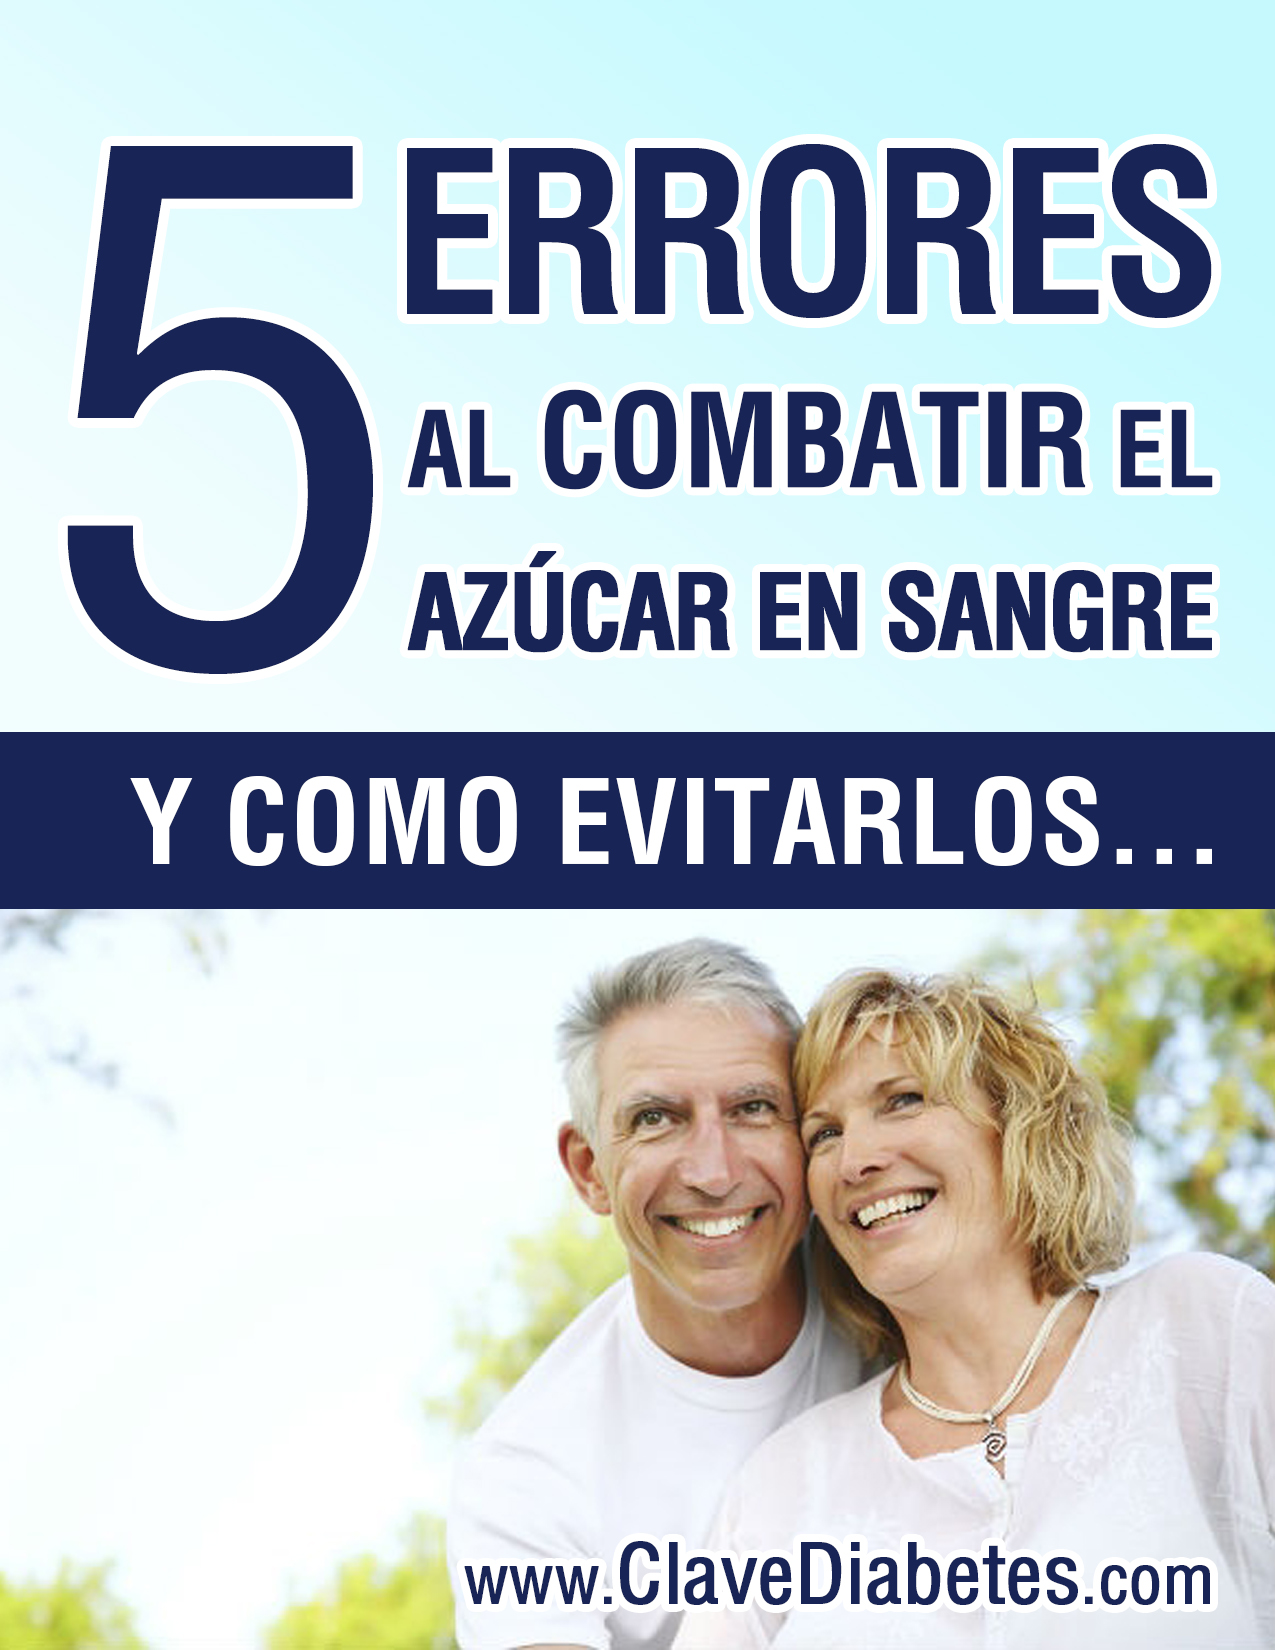 5 ERRORES
AL COMBATIR EL
AZÚCAR EN SANGRE
Y COMO EVITARLOS...
www.ClaveDiabetes.com